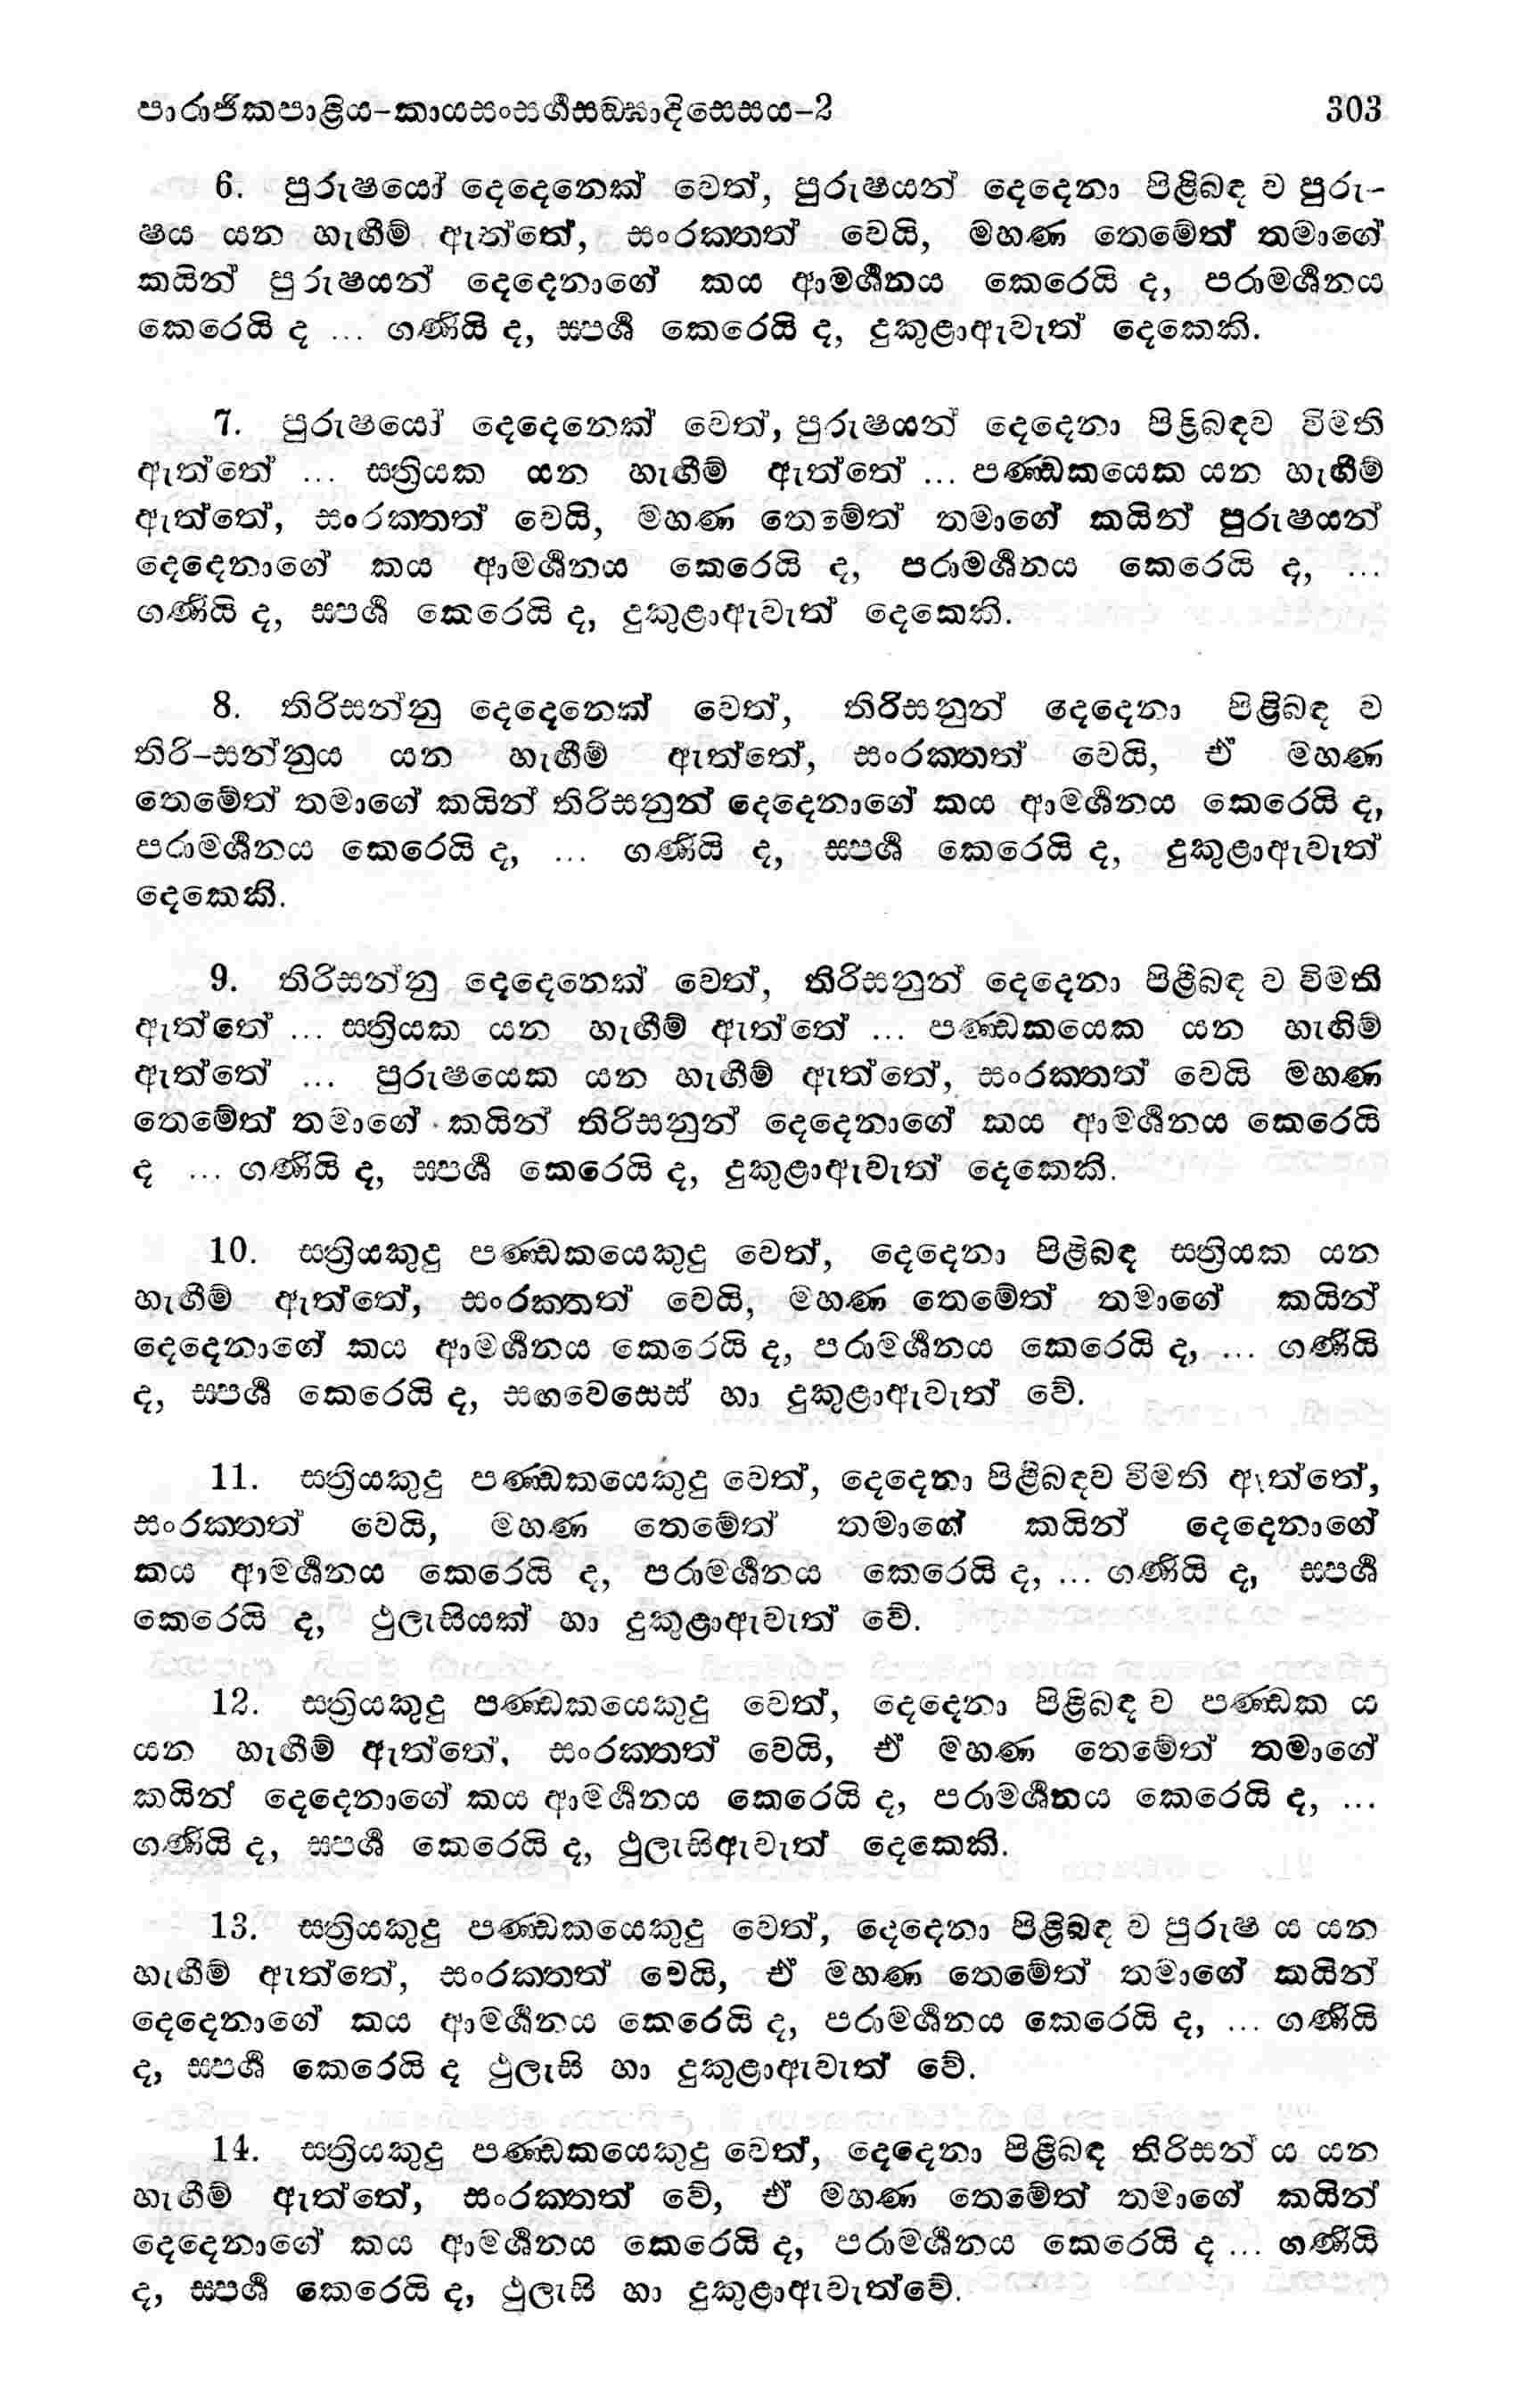 පාරාජිකපාළිය-කායසංසර්ගසඞ්ඝාදිසෙසය-2 303
6. පුරුෂයෝ දෙදෙනෙක් වෙත්, පුරුෂයන් දෙදෙනා පිළිබඳ ව පුරු-
ෂය යන හැඟීම් ඇත්තේ, සංරක්තත් වෙයි, මහණ තෙමේත් තමාගේ
කයින් පුරුෂයන් දෙදෙනාගේ කය ආමර්ශනය කෙරෙයි ද, පරාමර්ශනය
කෙරෙයි ද ... ගණියි ද, ස්පර්ශ කෙරෙයි ද, දුකුළාඇවැත් දෙකෙකි.
7. පුරුෂයෝ දෙදෙනෙක් වෙත්, පුරුෂයන් දෙදෙනා පිළිබඳව විමති
ඇත්තේ ... ස්ත්‍රියක යන හැඟීම් ඇත්තේ ... පණ්ඩකයෙක යන හැඟීම්
ඇත්තේ, සංරක්තත් වෙයි, මහණ තෙමේත් තමාගේ කයින් පුරුෂයන්
දෙදෙනාගේ කය ආමර්ශනය කෙරෙයි ද, පරාමර්ශනය කෙරෙයි ද, ...
ගණියි ද, ස්පර්ශ කෙරෙයි ද, දුකුළාඇවැත් දෙකෙකි.
8. තිරිසන්නු දෙදෙනෙක් වෙත්, තිරිසනුන් දෙදෙනා පිළිබඳ ව
තිරි-සන්නුය යන හැඟීම් ඇත්තේ, සංරක්තත් වෙයි, ඒ මහණ
තෙමේත් තමාගේ කයින් තිරිසනුන් දෙදෙනාගේ කය ආමර්ශනය කෙරෙයි ද,
පරාමර්ශනය කෙරෙයි ද, ... ගණියි ද, ස්පර්ශ කෙරෙයි ද, දුකුළාඇවැත්
දෙකෙකි.
9. තිරිසන්නු දෙදෙනෙක් වෙත්, තිරිසනුන් දෙදෙනා පිළිබඳ ව විමති
ඇත්තේ ... ස්ත්‍රියක යන හැඟීම් ඇත්තේ ... පණ්ඩකයෙක යන හැඟිම්
ඇත්තේ ... පුරුෂයෙක යන හැඟීම් ඇත්තේ, සංරක්තත් වෙයි මහණ
තෙමේත් තමාගේ කයින් තිරිසනුන් දෙදෙනාගේ කය ආමර්ශනය කෙරෙයි
ද ... ගණියි ද, ස්පර්ශ කෙරෙයි ද, දුකුළාඇවැත් දෙකෙකි.
10. ස්ත්‍රියකුදු පණ්ඩකයෙකුදු වෙත්, දෙදෙනා පිළිබඳ ස්ත්‍රියක යන
හැඟීම් ඇත්තේ, සංරක්තත් වෙයි, මහණ තෙමේත් තමාගේ කයින්
දෙදෙනාගේ කය ආමර්ශනය කෙරෙයි ද, පරාමර්ශනය කෙරෙයි ද, ... ගණියි
ද, ස්පර්ශ කෙරෙයි ද, සඟවෙසෙස් හා දුකුළාඇවැත් වේ.
11. ස්ත්‍රියකුදු පණ්ඩකයෙකුදු වෙත්, දෙදෙනා පිළිබඳව විමති ඇත්තේ,
සංරක්තත් වෙයි, මහණ තෙමේත් තමාගේ කයින් දෙදෙනාගේ
කය ආමර්ශනය කෙරෙයි ද, පරාමර්ශනය කෙරෙයි ද, ... ගණියි ද, ස්පර්ශ
කෙරෙයි ද, ථුලැසියක් හා දුකුළාඇවැත් වේ.
12. ස්ත්‍රියකුදු පණ්ඩකයෙකුදු වෙත්, දෙදෙනා පිළිබඳ ව පණ්ඩක ය
යන හැඟීම් ඇත්තේ, සංරක්තත් වෙයි, ඒ මහණ තෙමේත් තමාගේ
කයින් දෙදෙනාගේ කය ආමර්ශනය කෙරෙයි ද, පරාමර්ශනය කෙරෙයි ද, ...
ගණියි ද, ස්පර්ශ කෙරෙයි ද, ථුලැසිඇවැත් දෙකෙකි.
13. ස්ත්‍රියකුදු පණ්ඩකයෙකුදු වෙත්, දෙදෙනා පිළිබඳ ව පුරුෂ ය යන
හැඟීම් ඇත්තේ, සංරක්තත් වෙයි, ඒ මහණ තෙමේත් තමාගේ කයින්
දෙදෙනාගේ කය ආමර්ශනය කෙරෙයි ද, පරාමර්ශනය කෙරෙයි ද, ... ගණියි
ද, ස්පර්ශ කෙරෙයි ද ථුලැසි හා දුකුළාඇවැත් වේ.
14. ස්ත්‍රියකුදු පණ්ඩකයෙකුදු වෙත්, දෙදෙනා පිළිබඳ තිරිසන් ය යන
හැඟීම් ඇත්තේ, සංරක්තත් වේ, ඒ මහණ තෙමේත් තමාගේ කයින්
දෙදෙනාගේ කය ආමර්ශනය කෙරෙයි ද, පරාමර්ශනය කෙරෙයි ද ... ගණියි
ද, ස්පර්ශ කෙරෙයි ද, ථුලැසි හා දුකුළාඇවැත්වේ.